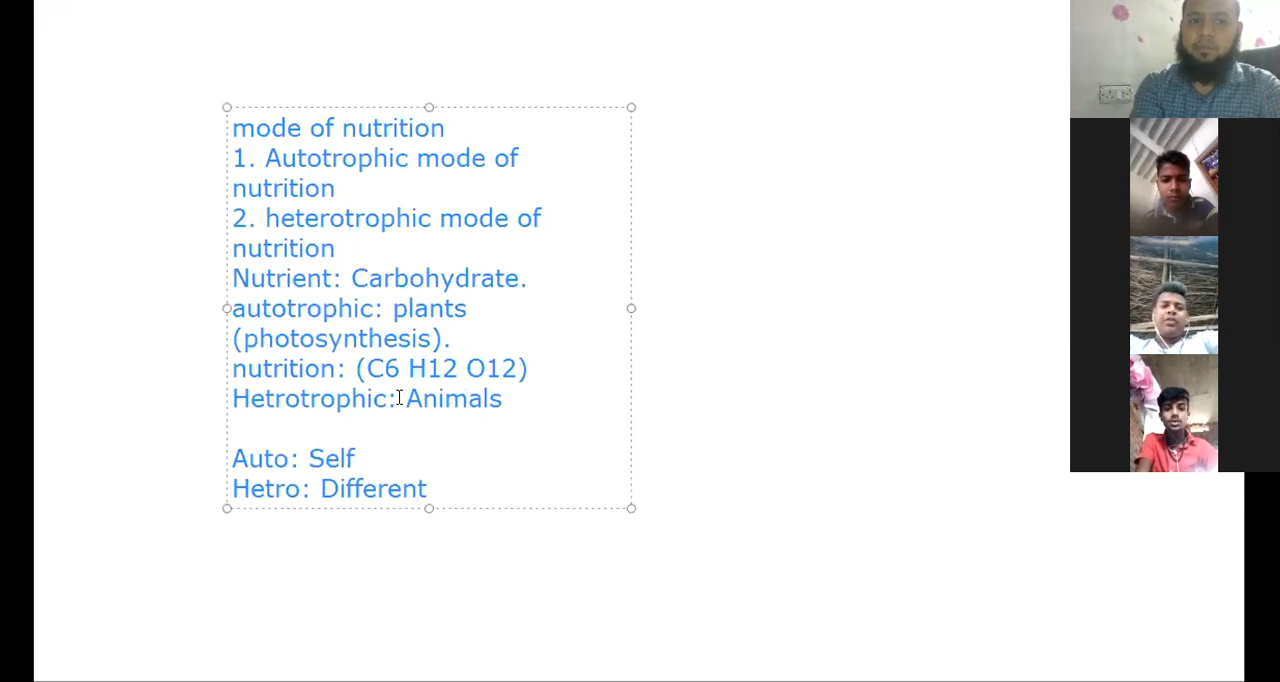 mode of nutrition
1. Autotrophic mode of
nutrition
2. heterotrophic mode of
nutrition
Nutrient: Carbohydrate.
autotrophic: plants
(photosynthesis).
nutrition: (C6 H12 O12)
Hetrotrophic: Animals
Auto: Self
Hetro: Different